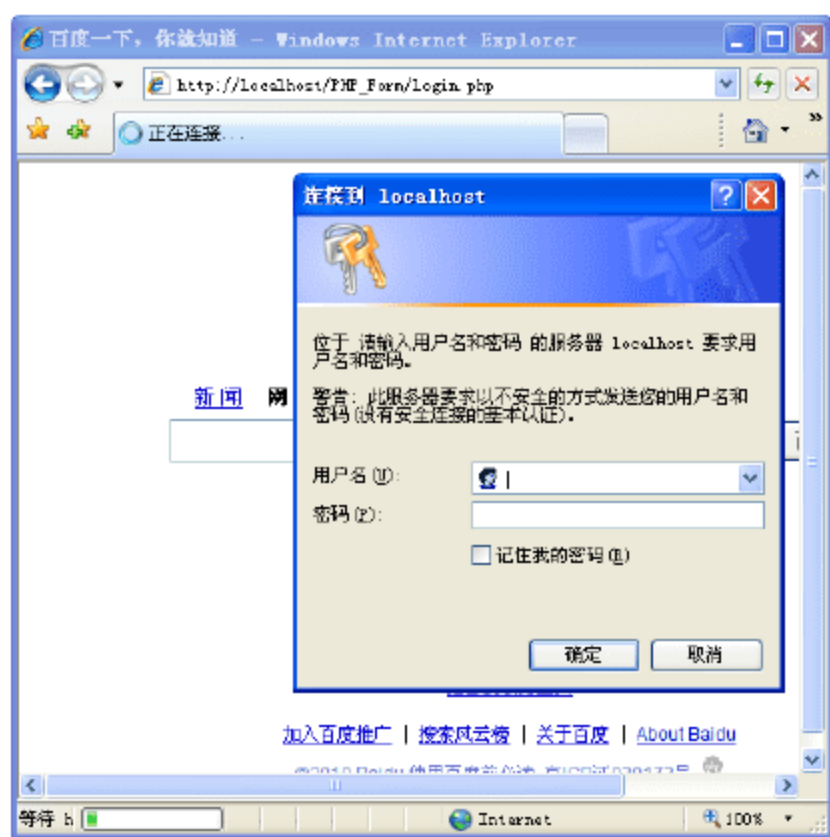 百度一下，你就知道 - Windows Internet Explorer
http://localhost/PHP_Form/login.php
正在连接...
连接到 localhost
位于 请输入用户名和密码 的服务器 localhost 要求用
户名和密码。
警告: 此服务器要求以不安全的方式发送您的用户名和
密码(没有安全连接的基本认证)。
新闻 网
用户名(U):
密码(P):
记住我的密码(R)
确定 取消
加入百度推广 | 搜索风云榜 | 关于百度 | About Baidu
等待 h Internet 100%